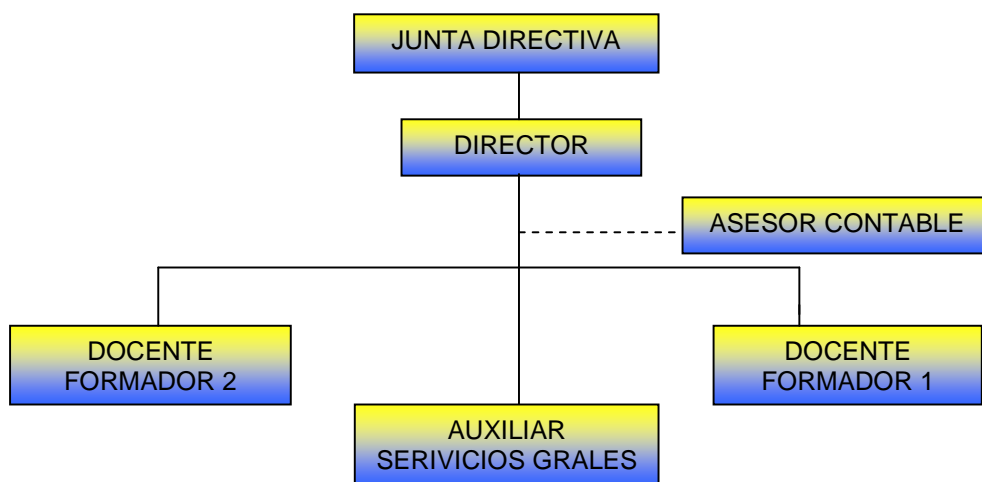 JUNTA DIRECTIVA
DIRECTOR
ASESOR CONTABLE
DOCENTE
FORMADOR 2
DOCENTE
FORMADOR 1
AUXILIAR
SERIVICIOS GRALES